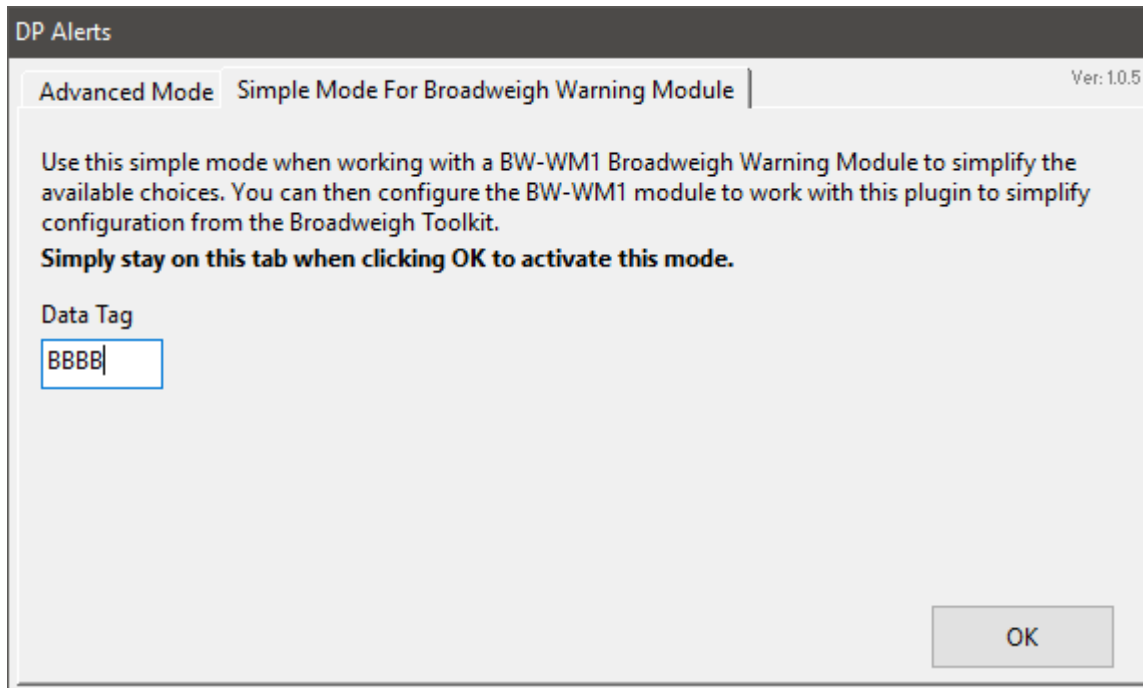 DP Alerts
Advanced Mode Simple Mode For Broadweigh Warning Module Ver: 1.0.5
Use this simple mode when working with a BW-WM1 Broadweigh Warning Module to simplify the
available choices. You can then configure the BW-WM1 module to work with this plugin to simplify
configuration from the Broadweigh Toolkit.
Simply stay on this tab when clicking OK to activate this mode.
Data Tag
BBBB
OK